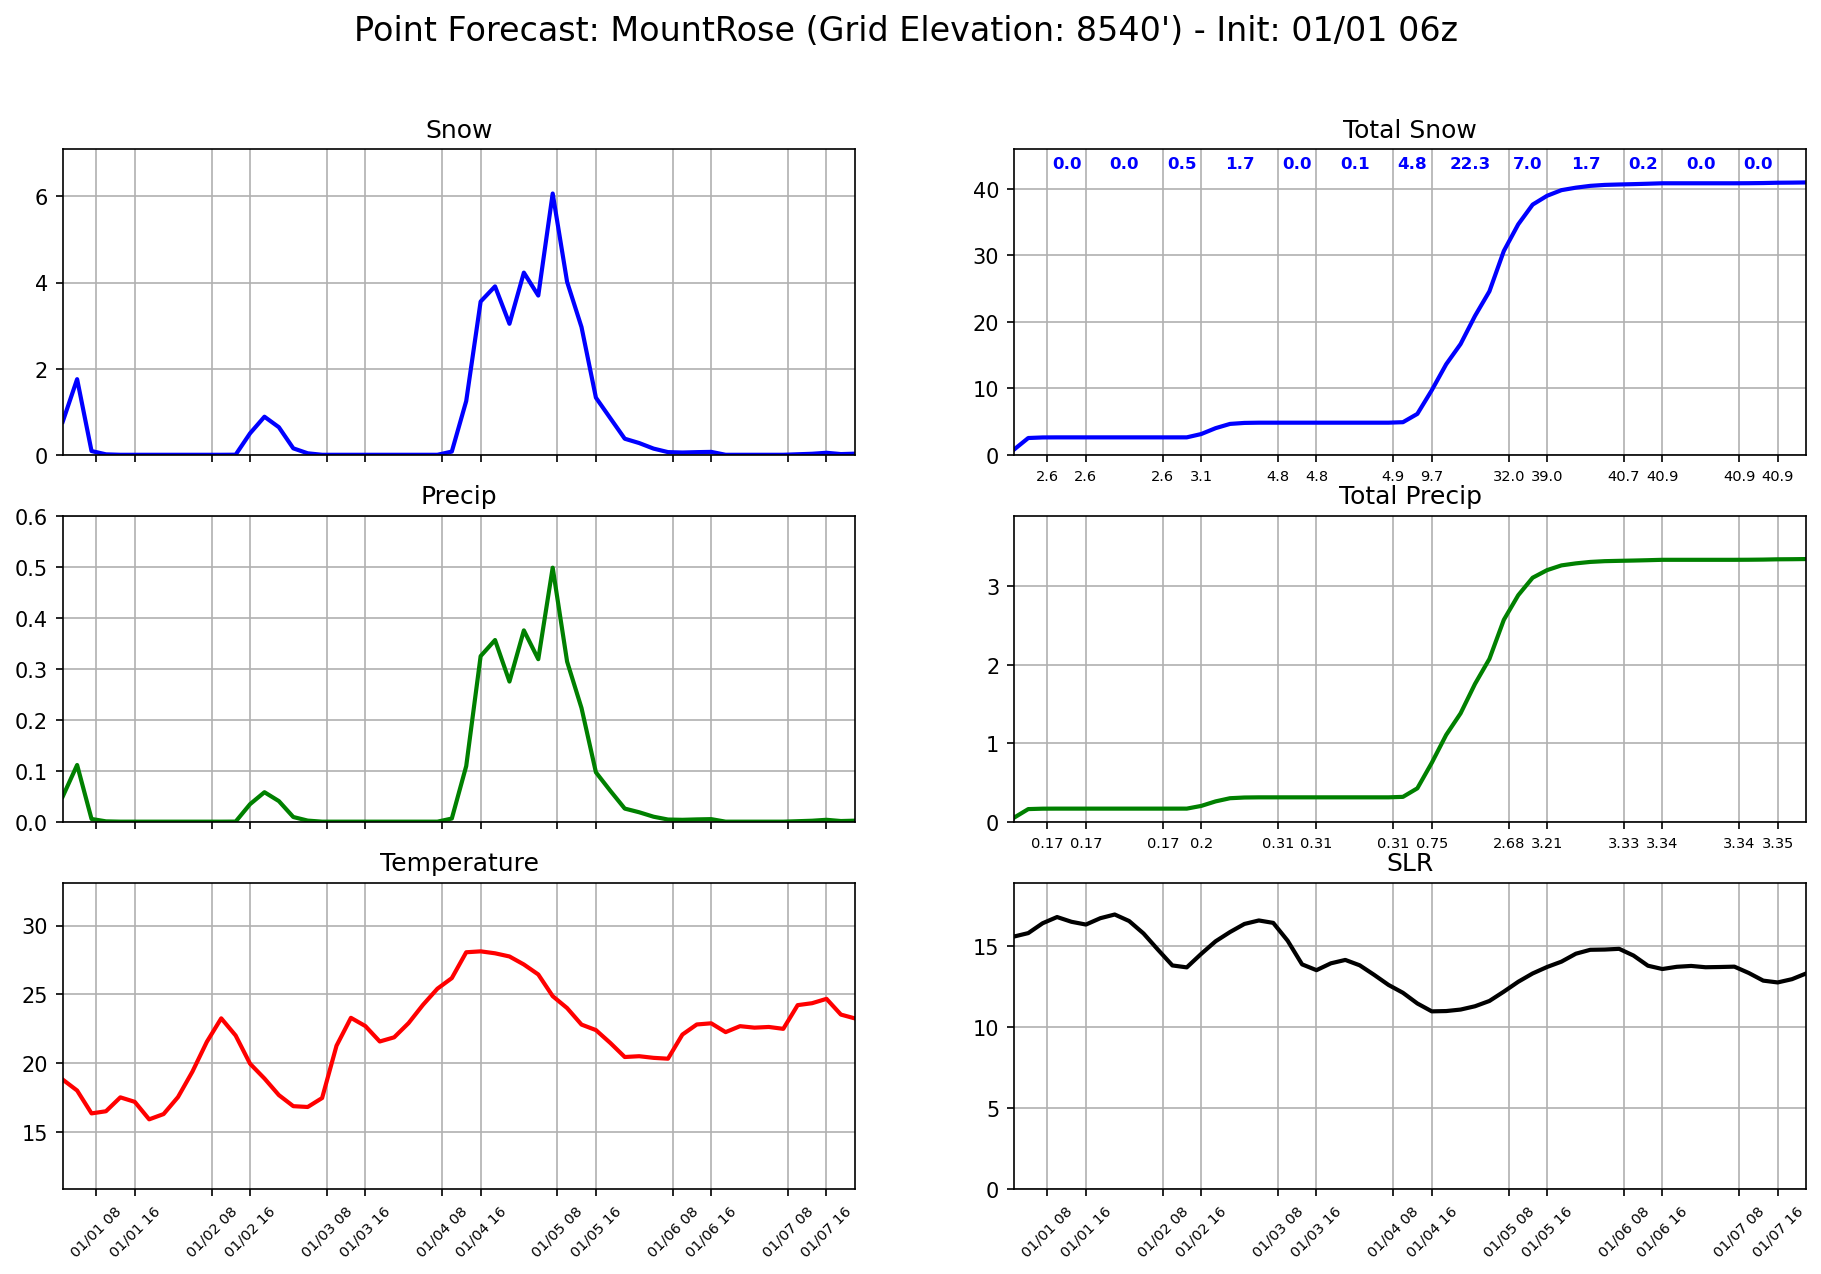 Point Forecast: MountRose (Grid Elevation: 8540') - Init: 01/01 06z
Snow
6
4
2
0
Total Snow
0.0 0.0 0.5 1.7 0.0 0.1 4.8 22.3 7.0 1.7 0.2 0.0 0.0
40
30
20
10
0
2.6 2.6 2.6 3.1 4.8 4.8 4.9 9.7 32.0 39.0 40.7 40.9 40.9 40.9
Precip
0.6
0.5
0.4
0.3
0.2
0.1
0.0
Total Precip
3
2
1
0
0.17 0.17 0.17 0.2 0.31 0.31 0.31 0.75 2.68 3.21 3.33 3.34 3.34 3.35
Temperature
30
25
20
15
01/01 08 01/01 16 01/02 08 01/02 16 01/03 08 01/03 16 01/04 08 01/04 16 01/05 08 01/05 16 01/06 08 01/06 16 01/07 08 01/07 16
SLR
15
10
5
0
01/01 08 01/01 16 01/02 08 01/02 16 01/03 08 01/03 16 01/04 08 01/04 16 01/05 08 01/05 16 01/06 08 01/06 16 01/07 08 01/07 16